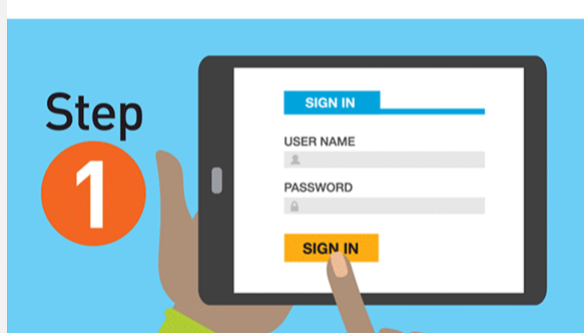 Step
1
SIGN IN
USER NAME
PASSWORD
SIGN IN